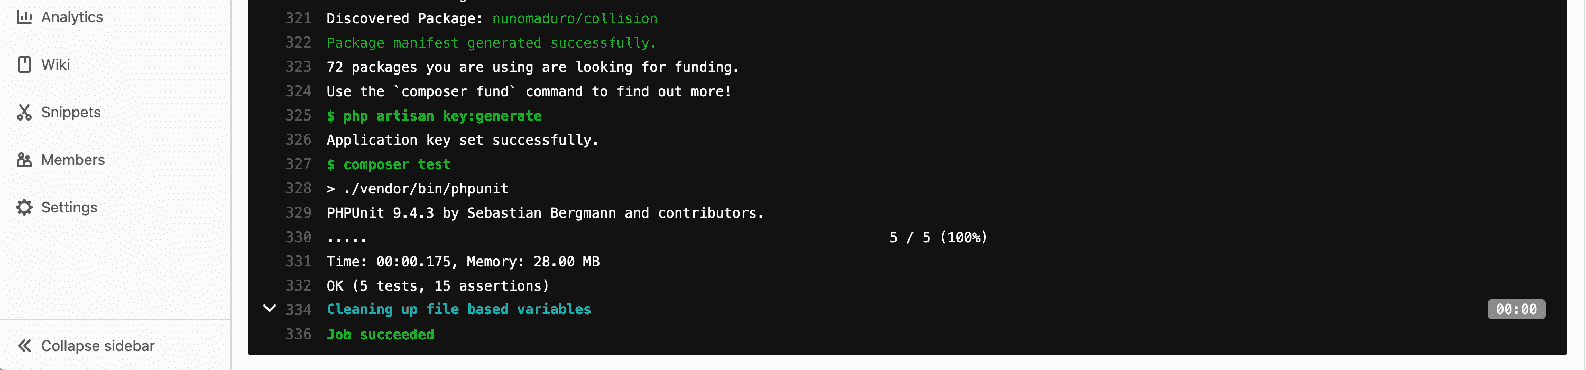 Analytics
Wiki
Snippets
Members
Settings
Collapse sidebar
321 Discovered Package: nunomaduro/collision
322 Package manifest generated successfully.
323 72 packages you are using are looking for funding.
324 Use the `composer fund` command to find out more!
325 $ php artisan key:generate
326 Application key set successfully.
327 $ composer test
328 > ./vendor/bin/phpunit
329 PHPUnit 9.4.3 by Sebastian Bergmann and contributors.
330 ..... 5 / 5 (100%)
331 Time: 00:00.175, Memory: 28.00 MB
332 OK (5 tests, 15 assertions)
334 Cleaning up file based variables 00:00
336 Job succeeded